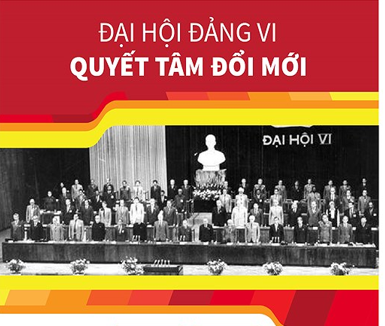 ĐẠI HỘI ĐẢNG VI
QUYẾT TÂM ĐỔI MỚI
ĐẠI HỘI VI